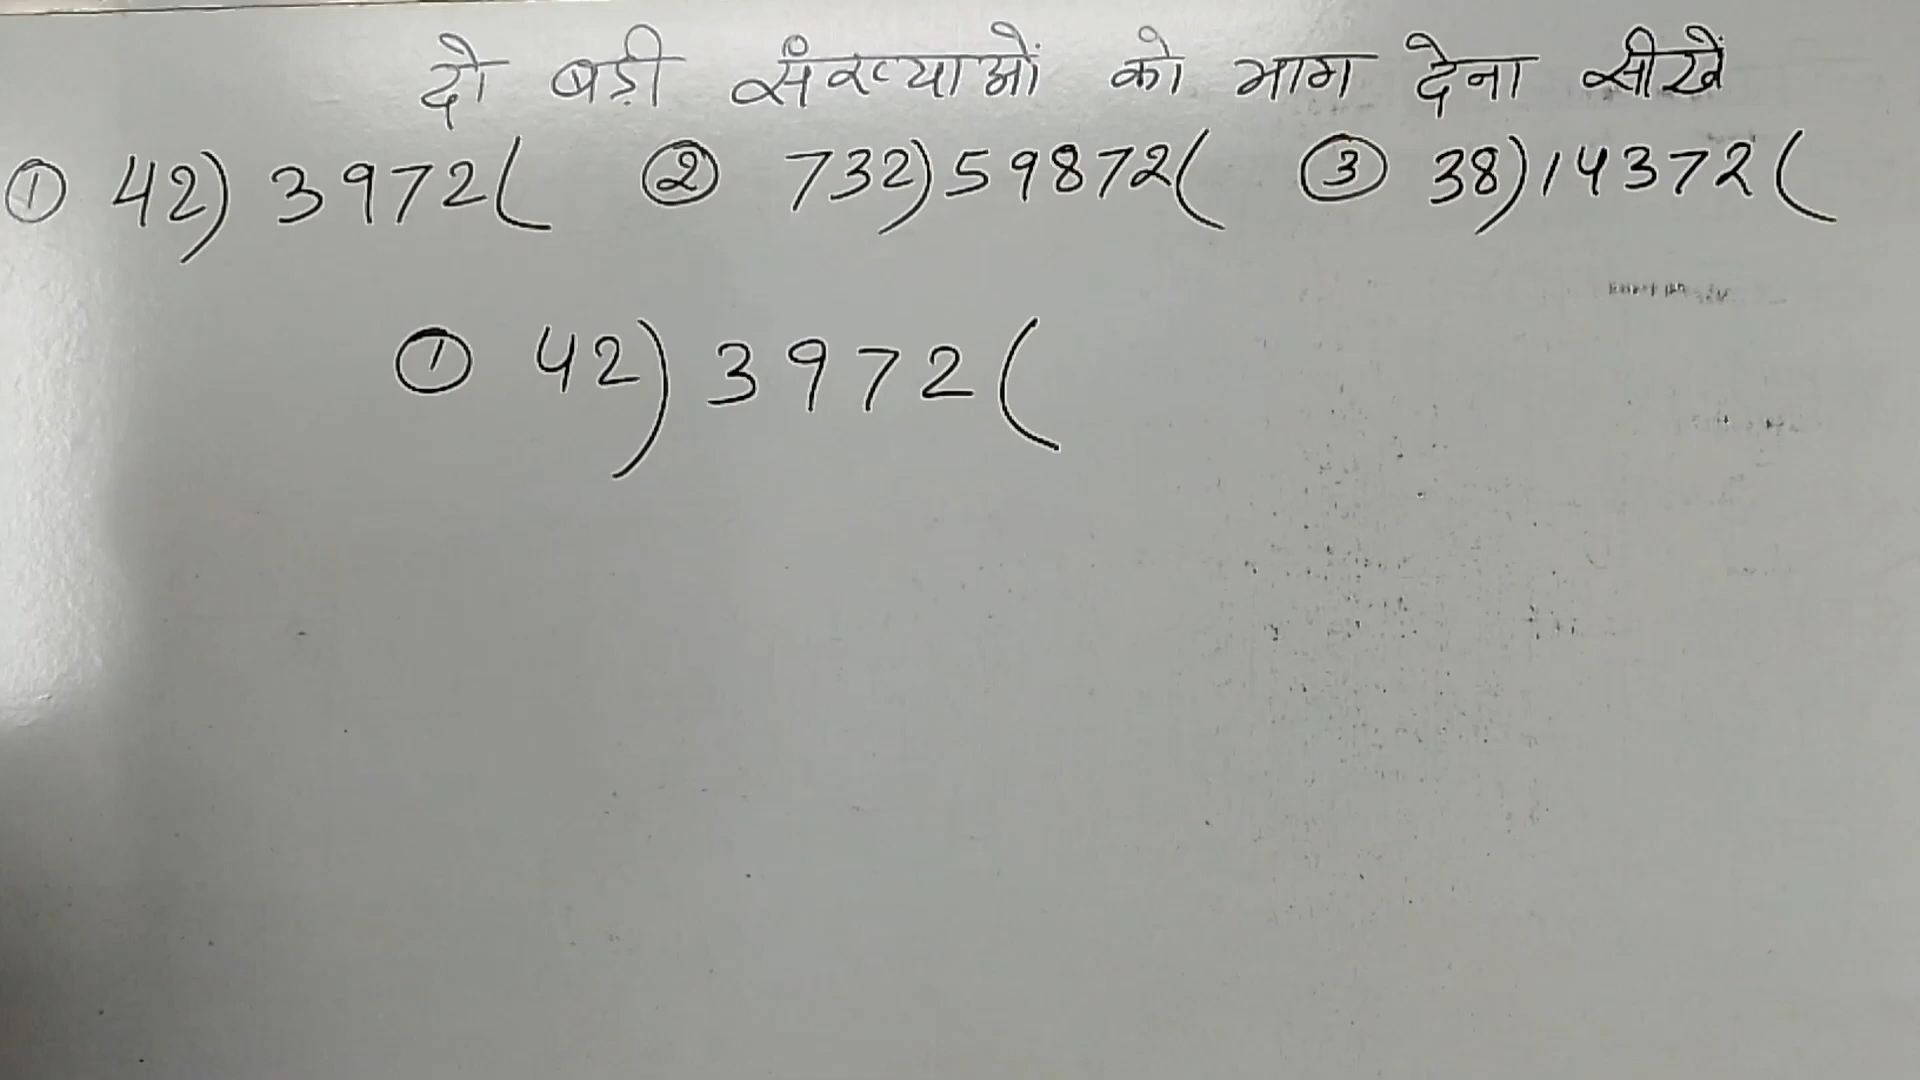 दो बड़ी संख्याओं को भाग देना सीखें
① 42) 3972( ② 732)59872( ③ 38)14372(
① 42) 3972(